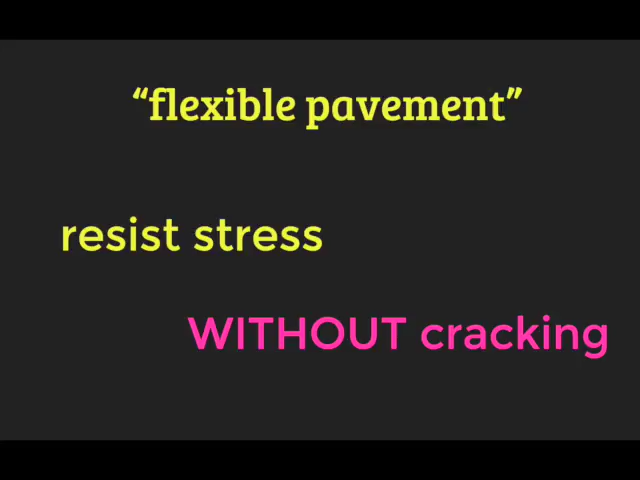 “flexible pavement”
resist stress
WITHOUT cracking